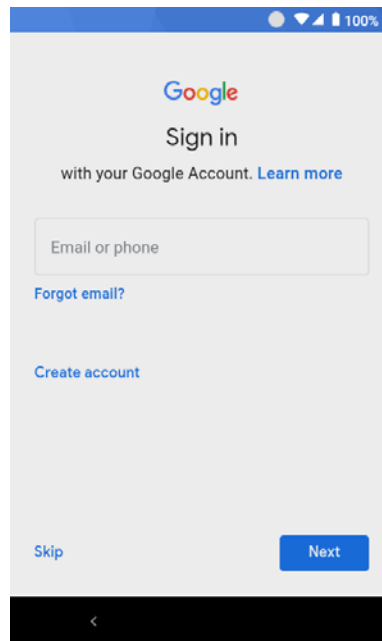 100%
Google
Sign in
with your Google Account. Learn more
Email or phone
Forgot email?
Create account
Skip
Next